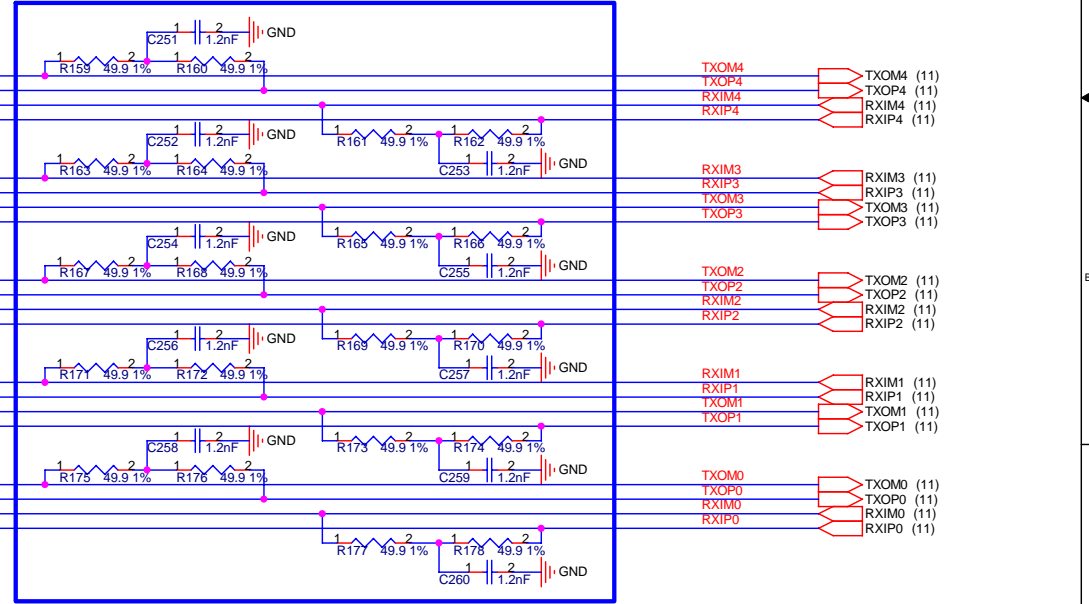 1 2
C251 1.2nF GND
1 2 1 2
R159 49.9 1% R160 49.9 1%
TXOM4 TXOM4 (11)
TXOP4 TXOP4 (11)
RXIM4 RXIM4 (11)
RXIP4 RXIP4 (11)
1 2
C252 1.2nF GND
1 2 1 2
R161 49.9 1% R162 49.9 1%
1 2 1 2
R163 49.9 1% R164 49.9 1%
1 2
C253 1.2nF GND
RXIM3 RXIM3 (11)
RXIP3 RXIP3 (11)
TXOM3 TXOM3 (11)
TXOP3 TXOP3 (11)
1 2
C254 1.2nF GND
1 2 1 2
R165 49.9 1% R166 49.9 1%
1 2 1 2
R167 49.9 1% R168 49.9 1%
1 2
C255 1.2nF GND
TXOM2 TXOM2 (11)
TXOP2 TXOP2 (11)
RXIM2 RXIM2 (11)
RXIP2 RXIP2 (11)
1 2
C256 1.2nF GND
1 2 1 2
R169 49.9 1% R170 49.9 1%
1 2 1 2
R171 49.9 1% R172 49.9 1%
1 2
C257 1.2nF GND
RXIM1 RXIM1 (11)
RXIP1 RXIP1 (11)
TXOM1 TXOM1 (11)
TXOP1 TXOP1 (11)
1 2
C258 1.2nF GND
1 2 1 2
R173 49.9 1% R174 49.9 1%
1 2 1 2
R175 49.9 1% R176 49.9 1%
1 2
C259 1.2nF GND
TXOM0 TXOM0 (11)
TXOP0 TXOP0 (11)
RXIM0 RXIM0 (11)
RXIP0 RXIP0 (11)
1 2 1 2
R177 49.9 1% R178 49.9 1%
1 2
C260 1.2nF GND